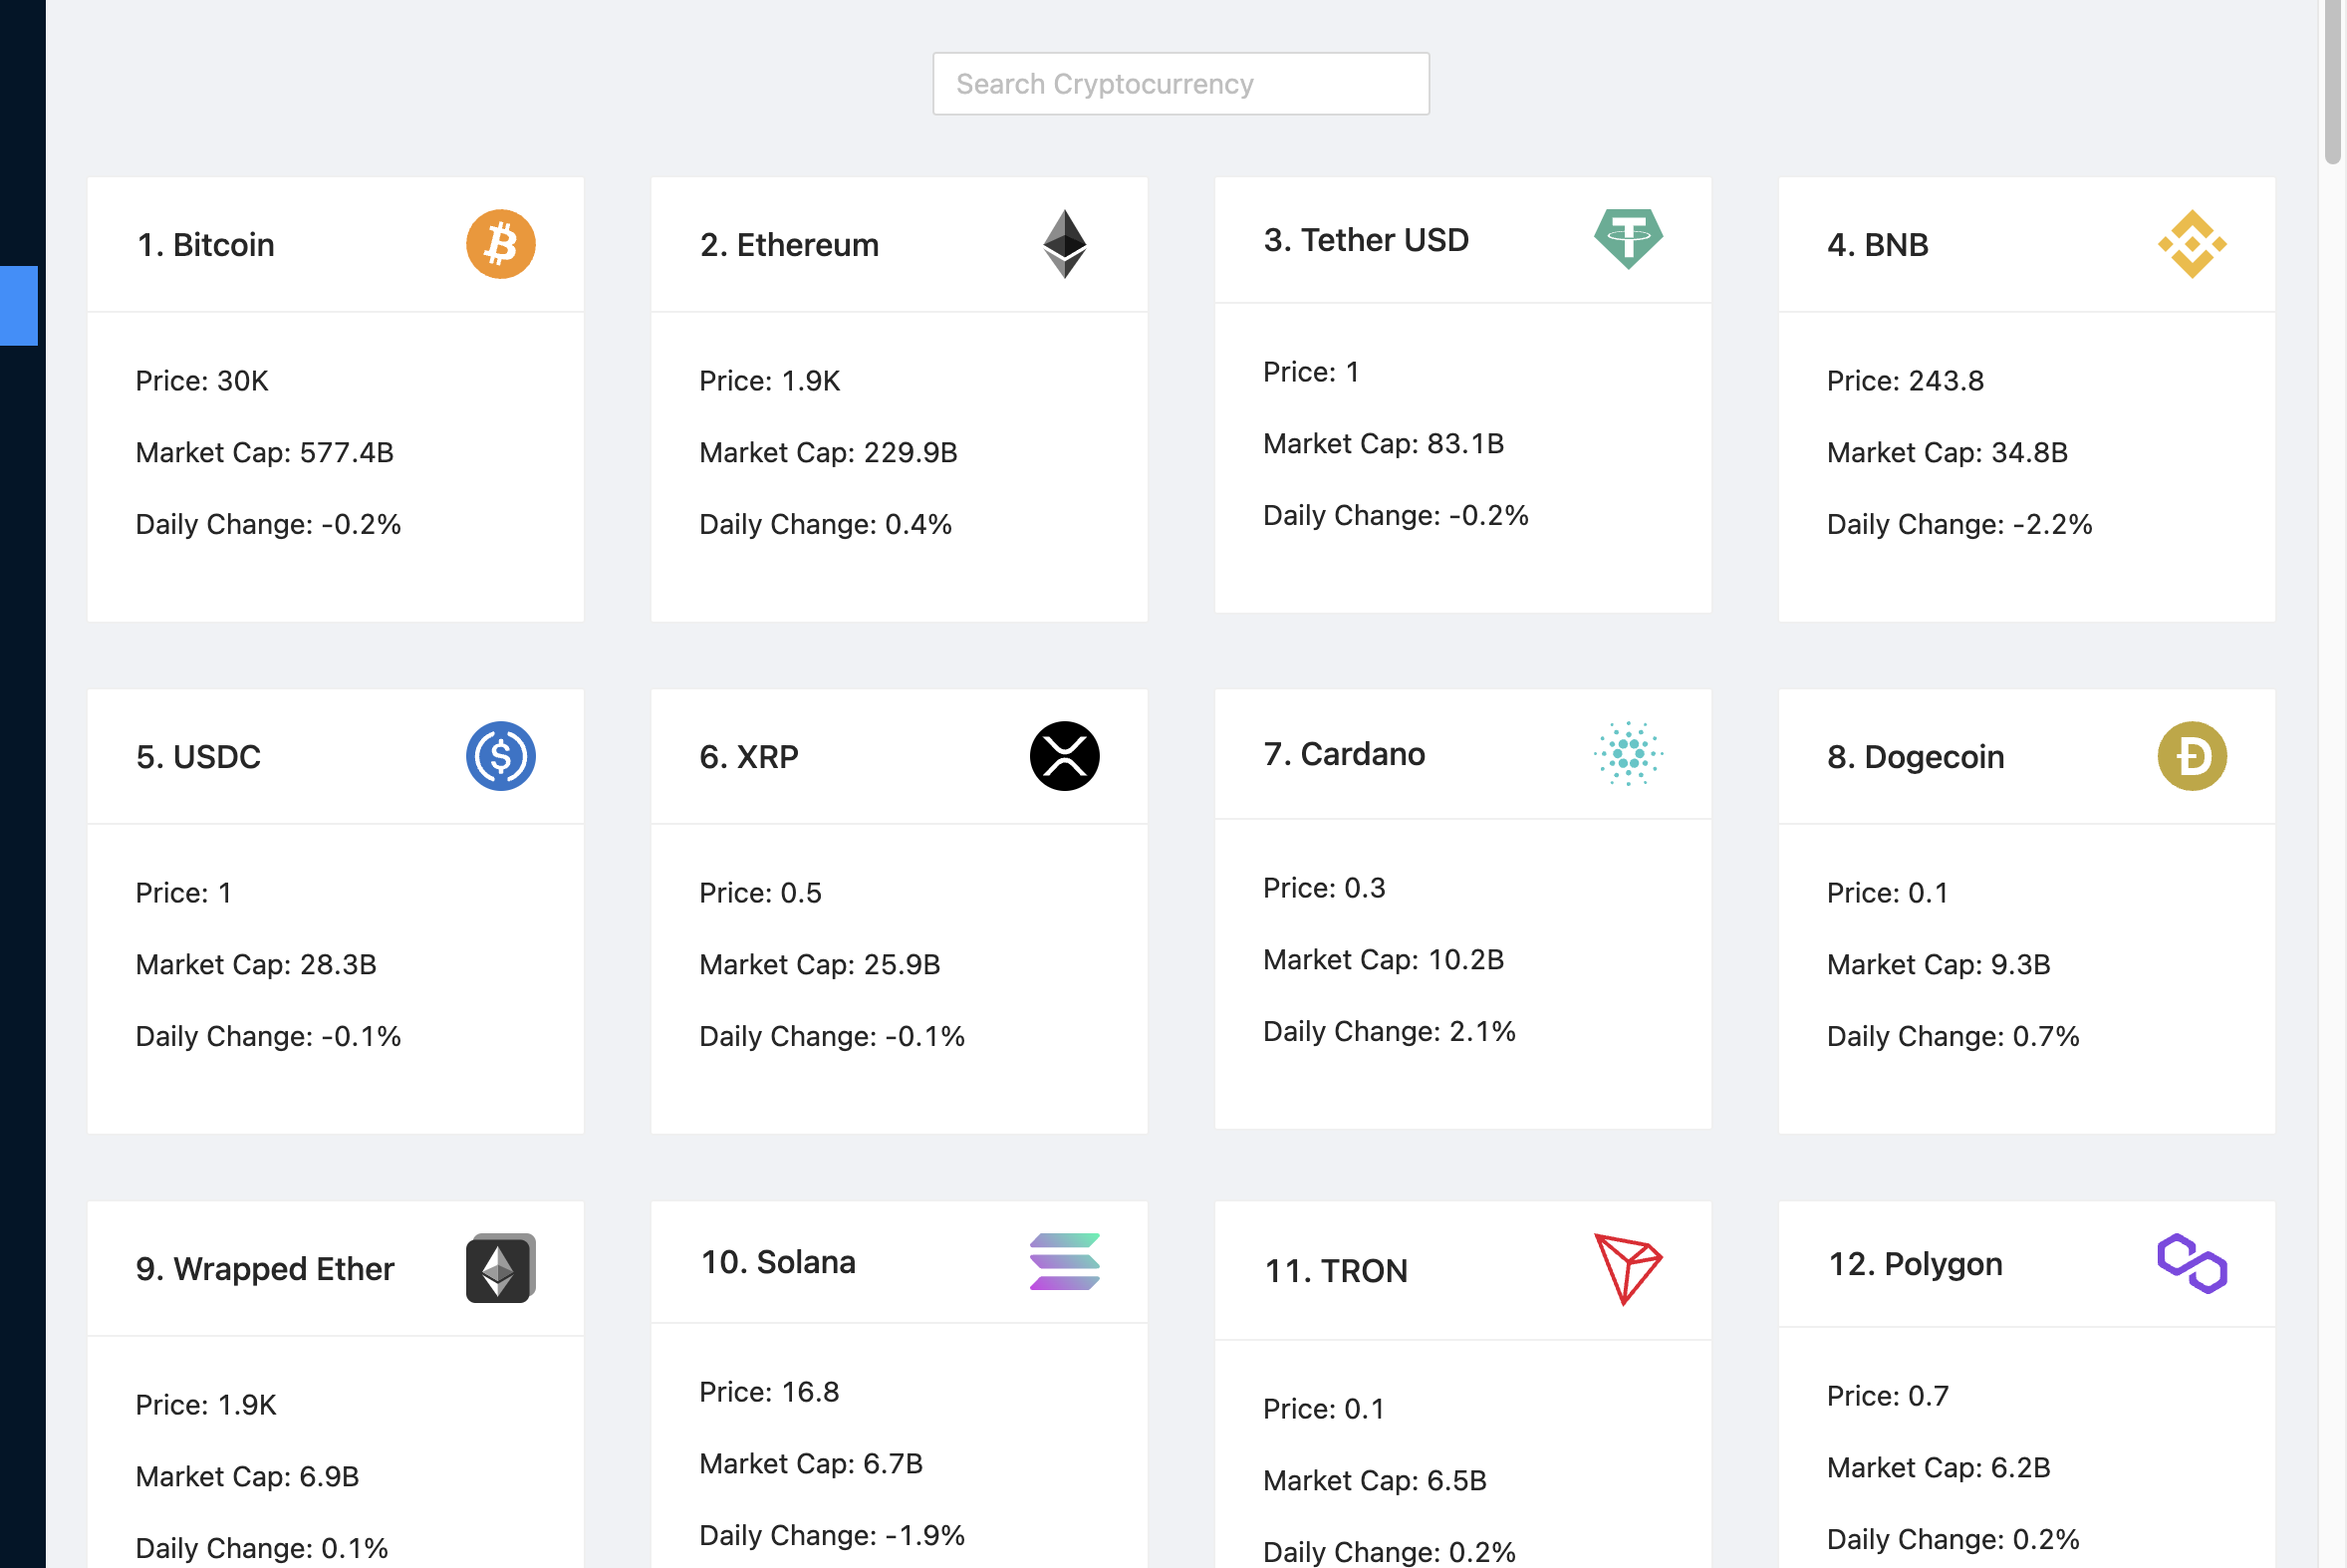 Search Cryptocurrency
1. Bitcoin
Price: 30K
Market Cap: 577.4B
Daily Change: -0.2%
2. Ethereum
Price: 1.9K
Market Cap: 229.9B
Daily Change: 0.4%
3. Tether USD
Price: 1
Market Cap: 83.1B
Daily Change: -0.2%
4. BNB
Price: 243.8
Market Cap: 34.8B
Daily Change: -2.2%
5. USDC
Price: 1
Market Cap: 28.3B
Daily Change: -0.1%
6. XRP
Price: 0.5
Market Cap: 25.9B
Daily Change: -0.1%
7. Cardano
Price: 0.3
Market Cap: 10.2B
Daily Change: 2.1%
8. Dogecoin
Price: 0.1
Market Cap: 9.3B
Daily Change: 0.7%
9. Wrapped Ether
Price: 1.9K
Market Cap: 6.9B
Daily Change: 0.1%
10. Solana
Price: 16.8
Market Cap: 6.7B
Daily Change: -1.9%
11. TRON
Price: 0.1
Market Cap: 6.5B
Daily Change: 0.2%
12. Polygon
Price: 0.7
Market Cap: 6.2B
Daily Change: 0.2%